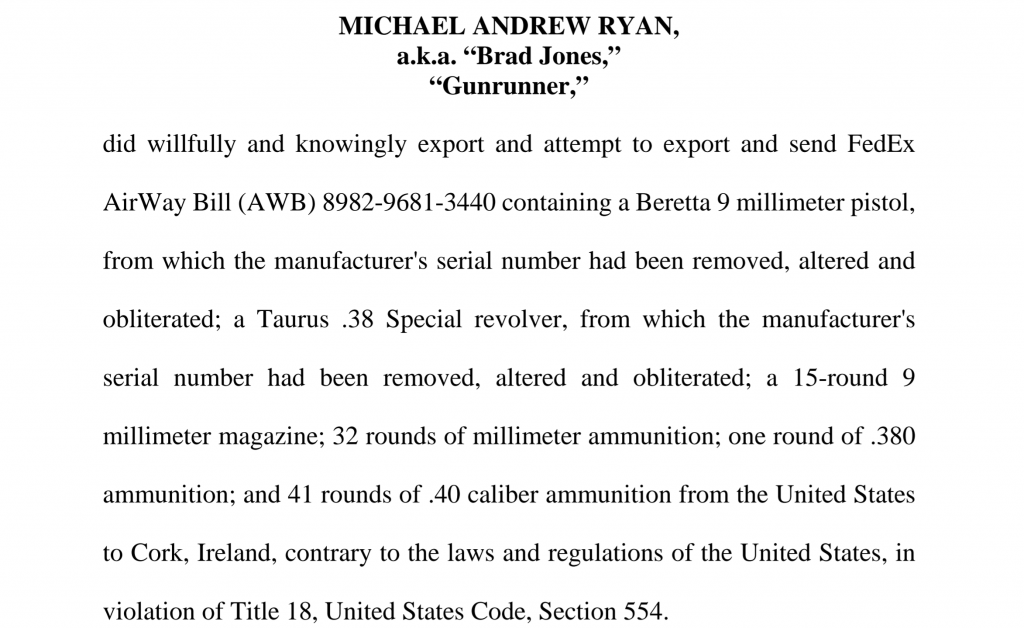 MICHAEL ANDREW RYAN,
a.k.a. “Brad Jones,”
“Gunrunner,”
did willfully and knowingly export and attempt to export and send FedEx
AirWay Bill (AWB) 8982-9681-3440 containing a Beretta 9 millimeter pistol,
from which the manufacturer's serial number had been removed, altered and
obliterated; a Taurus .38 Special revolver, from which the manufacturer's
serial number had been removed, altered and obliterated; a 15-round 9
millimeter magazine; 32 rounds of millimeter ammunition; one round of .380
ammunition; and 41 rounds of .40 caliber ammunition from the United States
to Cork, Ireland, contrary to the laws and regulations of the United States, in
violation of Title 18, United States Code, Section 554.